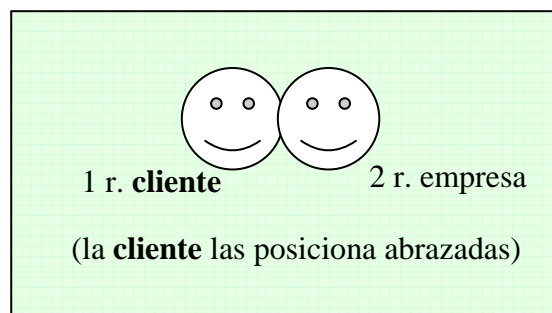 1 r. cliente
2 r. empresa
(la cliente las posiciona abrazadas)